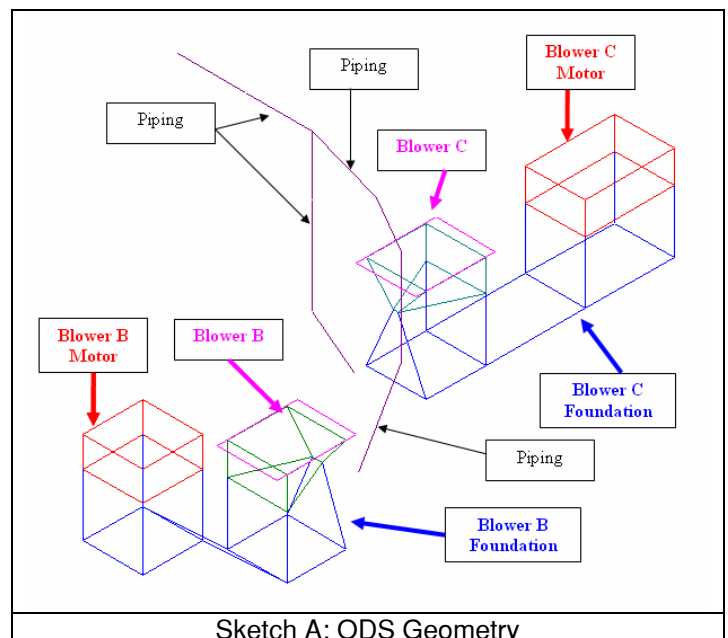 Piping
Blower C
Motor
Piping
Blower C
Blower B
Motor
Blower B
Blower C
Foundation
Piping
Blower B
Foundation
Sketch A: ODS Geometry